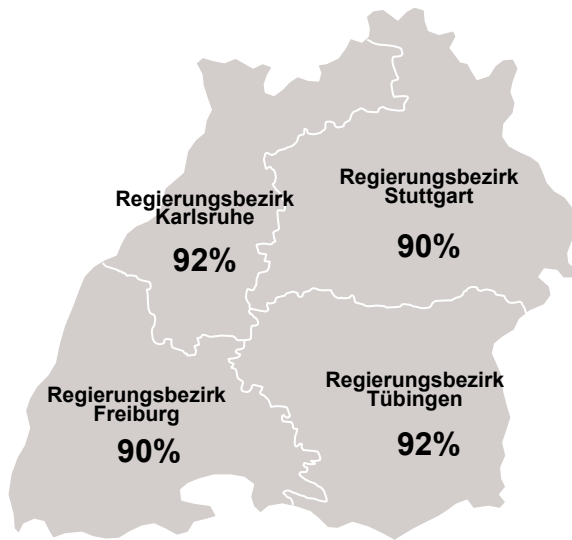 Regierungsbezirk
Karlsruhe
92%
Regierungsbezirk
Stuttgart
90%
Regierungsbezirk
Freiburg
90%
Regierungsbezirk
Tübingen
92%